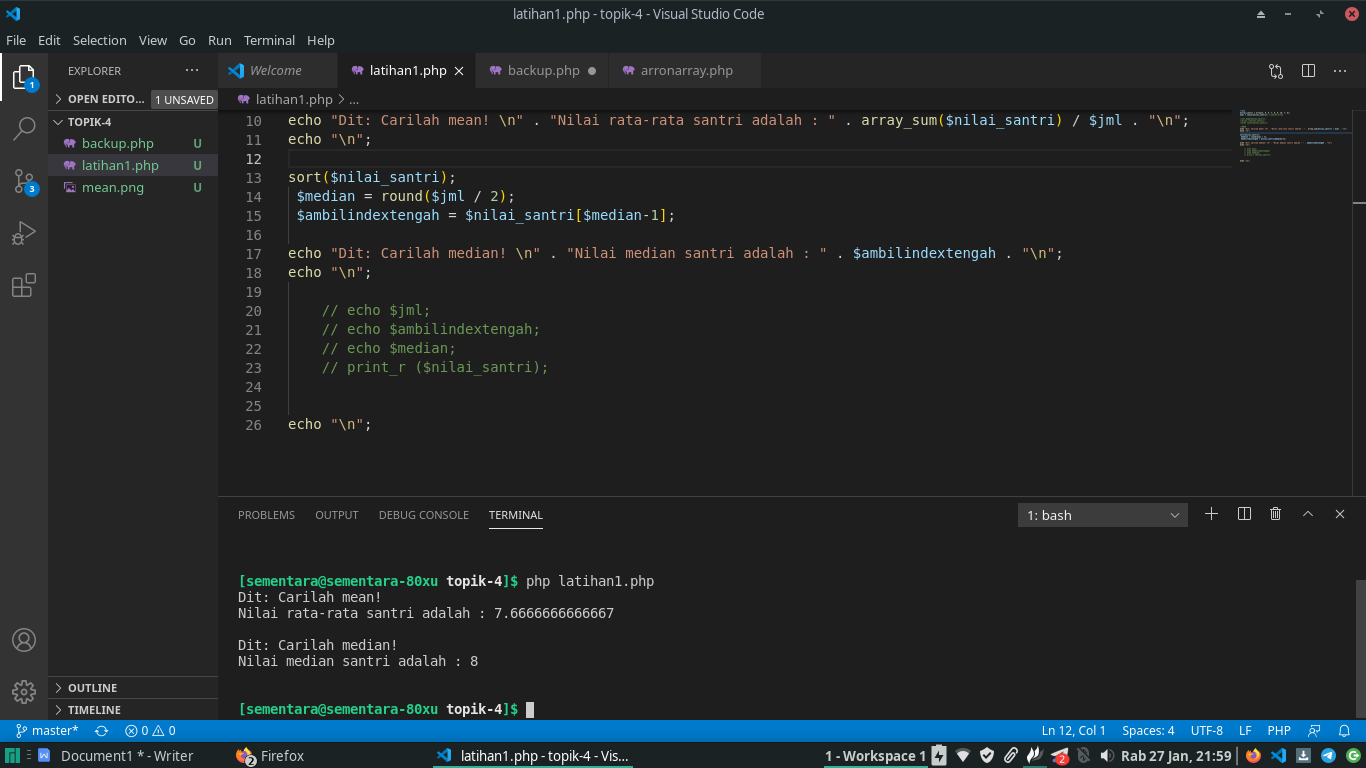 latihan1.php - topik-4 - Visual Studio Code
File Edit Selection View Go Run Terminal Help
EXPLORER
Welcome latihan1.php backup.php arronarray.php
OPEN EDITO... 1 UNSAVED
latihan1.php > ...
TOPIK-4
backup.php U
latihan1.php U
mean.png U
1
3
10 echo "Dit: Carilah mean! \n" . "Nilai rata-rata santri adalah : " . array_sum($nilai_santri) / $jml . "\n";
11 echo "\n";
12
13 sort($nilai_santri);
14 $median = round($jml / 2);
15 $ambilindextengah = $nilai_santri[$median-1];
16
17 echo "Dit: Carilah median! \n" . "Nilai median santri adalah : " . $ambilindextengah . "\n";
18 echo "\n";
19
20 // echo $jml;
21 // echo $ambilindextengah;
22 // echo $median;
23 // print_r ($nilai_santri);
24
25
26 echo "\n";
PROBLEMS OUTPUT DEBUG CONSOLE TERMINAL 1: bash
[sementara@sementara-80xu topik-4]$ php latihan1.php
Dit: Carilah mean!
Nilai rata-rata santri adalah : 7.6666666666667
Dit: Carilah median!
Nilai median santri adalah : 8
[sementara@sementara-80xu topik-4]$
OUTLINE
TIMELINE
master* 0 0 Ln 12, Col 1 Spaces: 4 UTF-8 LF PHP
Document1 * - Writer 2 Firefox latihan1.php - topik-4 - Vis... 1 - Workspace 1 2 Rab 27 Jan, 21:59